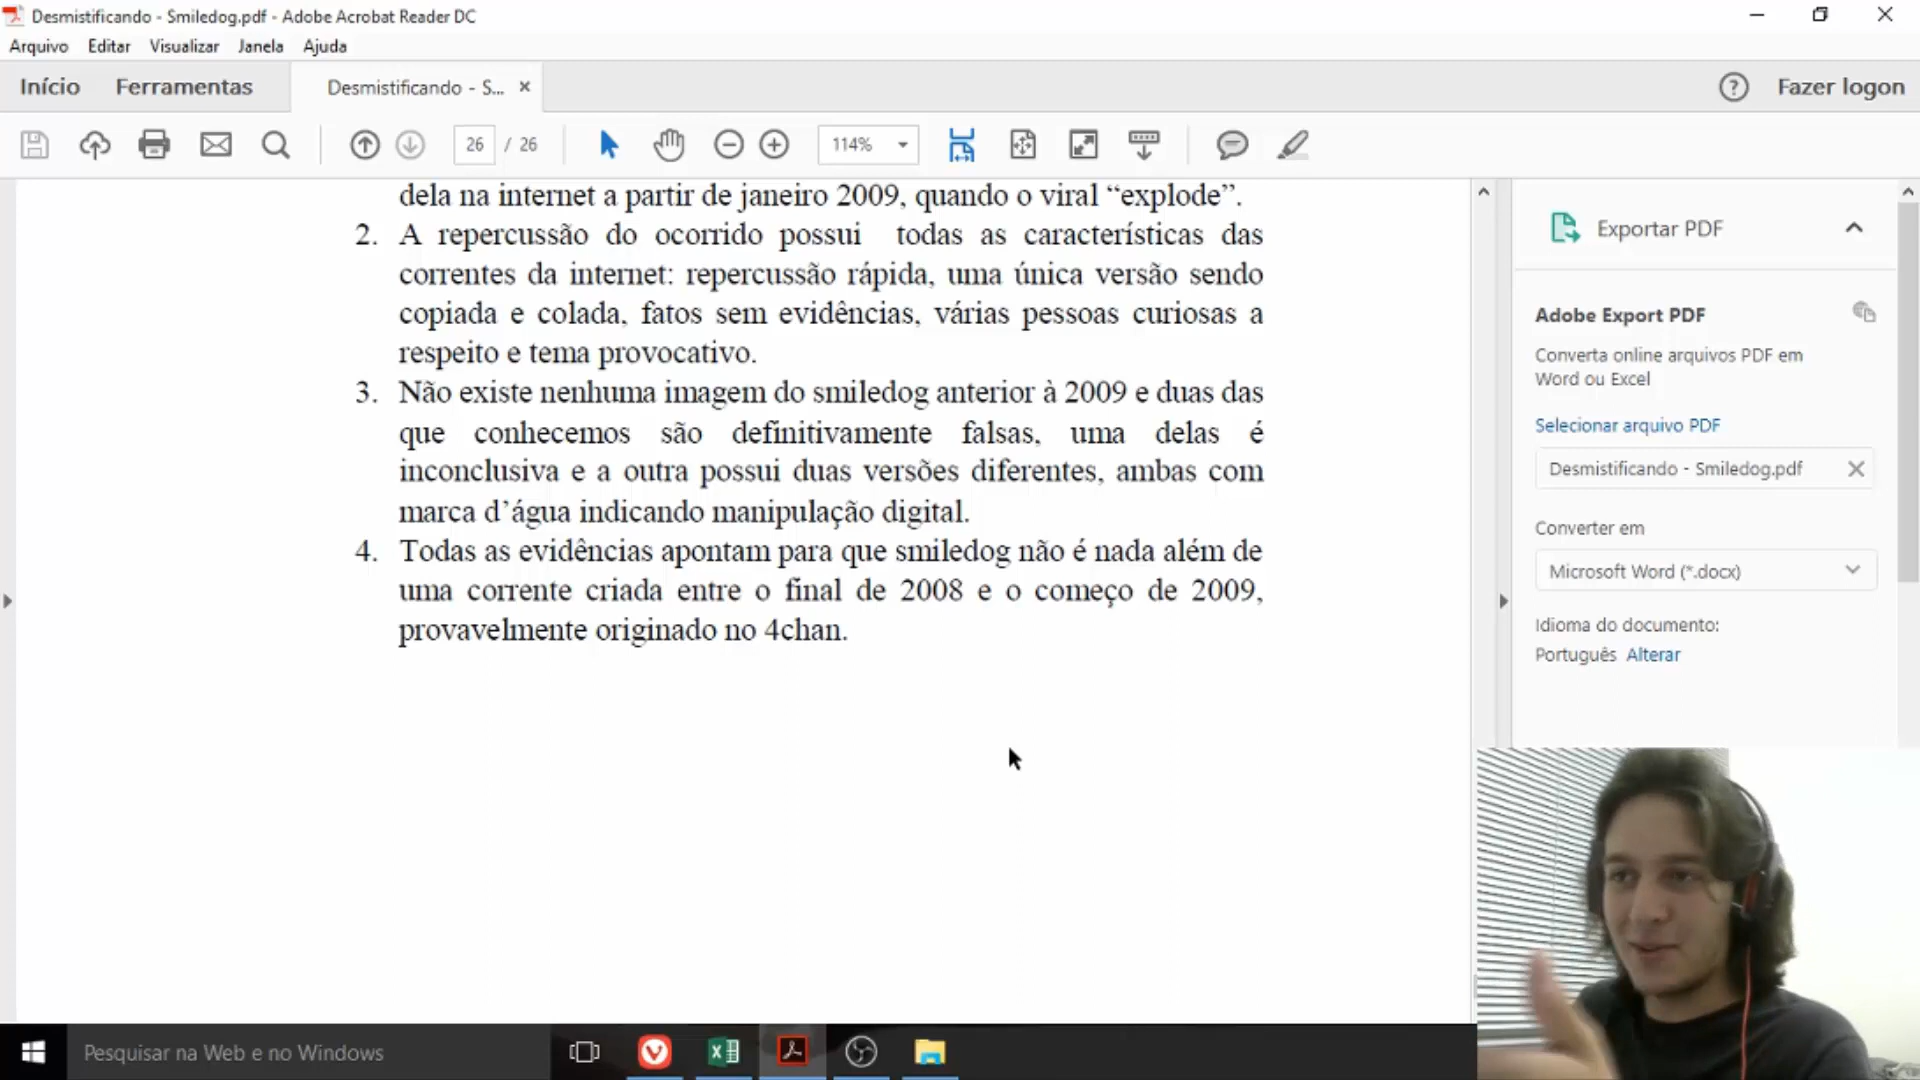 Desmistificando - Smiledog.pdf - Adobe Acrobat Reader DC
Arquivo Editar Visualizar Janela Ajuda
Início Ferramentas Desmistificando - S... Fazer logon
26 / 26 114%
dela na internet a partir de janeiro 2009, quando o viral “explode”.
2. A repercussão do ocorrido possui todas as características das
correntes da internet: repercussão rápida, uma única versão sendo
copiada e colada, fatos sem evidências, várias pessoas curiosas a
respeito e tema provocativo.
3. Não existe nenhuma imagem do smiledog anterior à 2009 e duas das
que conhecemos são definitivamente falsas, uma delas é
inconclusiva e a outra possui duas versões diferentes, ambas com
marca d’água indicando manipulação digital.
4. Todas as evidências apontam para que smiledog não é nada além de
uma corrente criada entre o final de 2008 e o começo de 2009,
provavelmente originado no 4chan.
Exportar PDF
Adobe Export PDF
Converta online arquivos PDF em
Word ou Excel
Selecionar arquivo PDF
Desmistificando - Smiledog.pdf
Converter em
Microsoft Word (*.docx)
Idioma do documento:
Português Alterar
Pesquisar na Web e no Windows